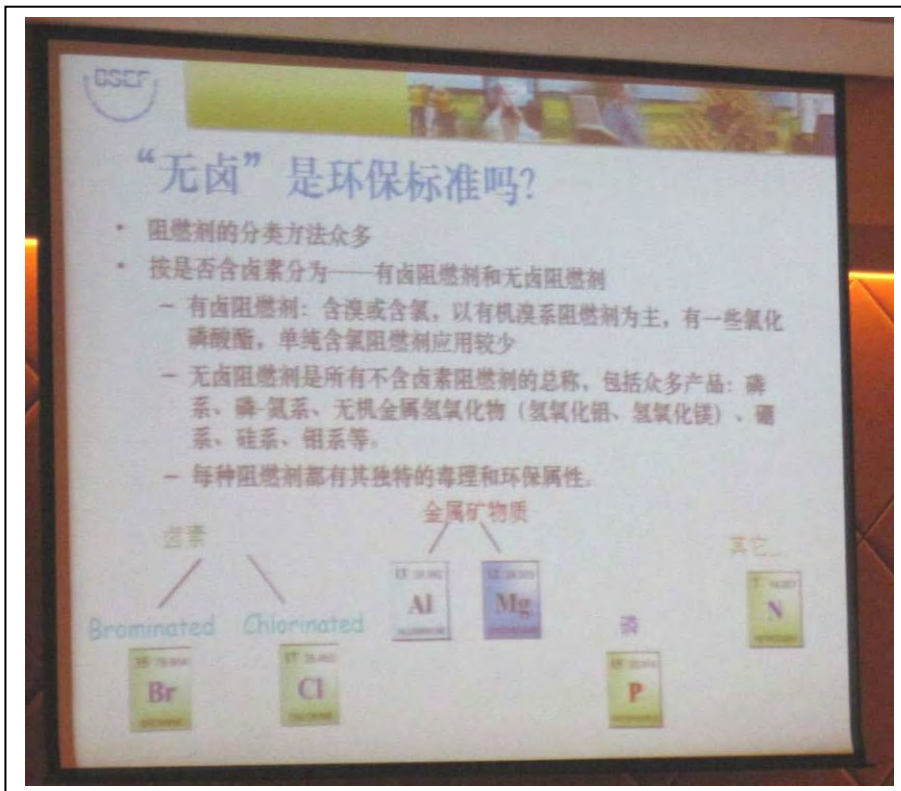 BSEF
“无卤”是环保标准吗?
• 阻燃剂的分类方法众多
• 按是否含卤素分为——有卤阻燃剂和无卤阻燃剂
– 有卤阻燃剂：含溴或含氯，以有机溴系阻燃剂为主，有一些氯化
磷酸酯，单纯含氯阻燃剂应用较少
– 无卤阻燃剂是所有不含卤素阻燃剂的总称，包括众多产品：磷
系、磷-氮系、无机金属氢氧化物（氢氧化铝、氢氧化镁）、硼
系、硅系、钼系等。
– 每种阻燃剂都有其独特的毒理和环保属性。
卤素
金属矿物质
其它...
Al
Mg
N
Brominated
Chlorinated
磷
Br
Cl
P